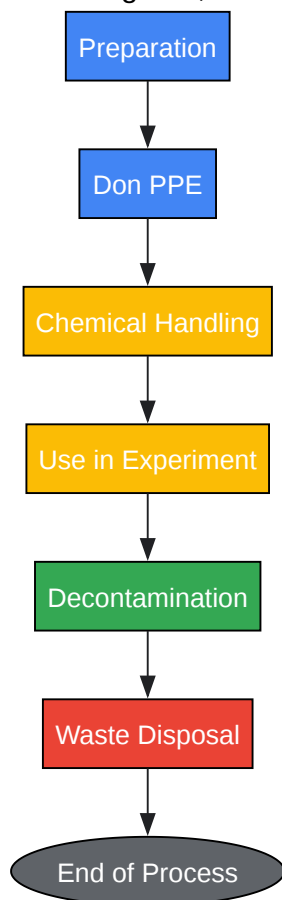 Preparation
Don PPE
Chemical Handling
Use in Experiment
Decontamination
Waste Disposal
End of Process